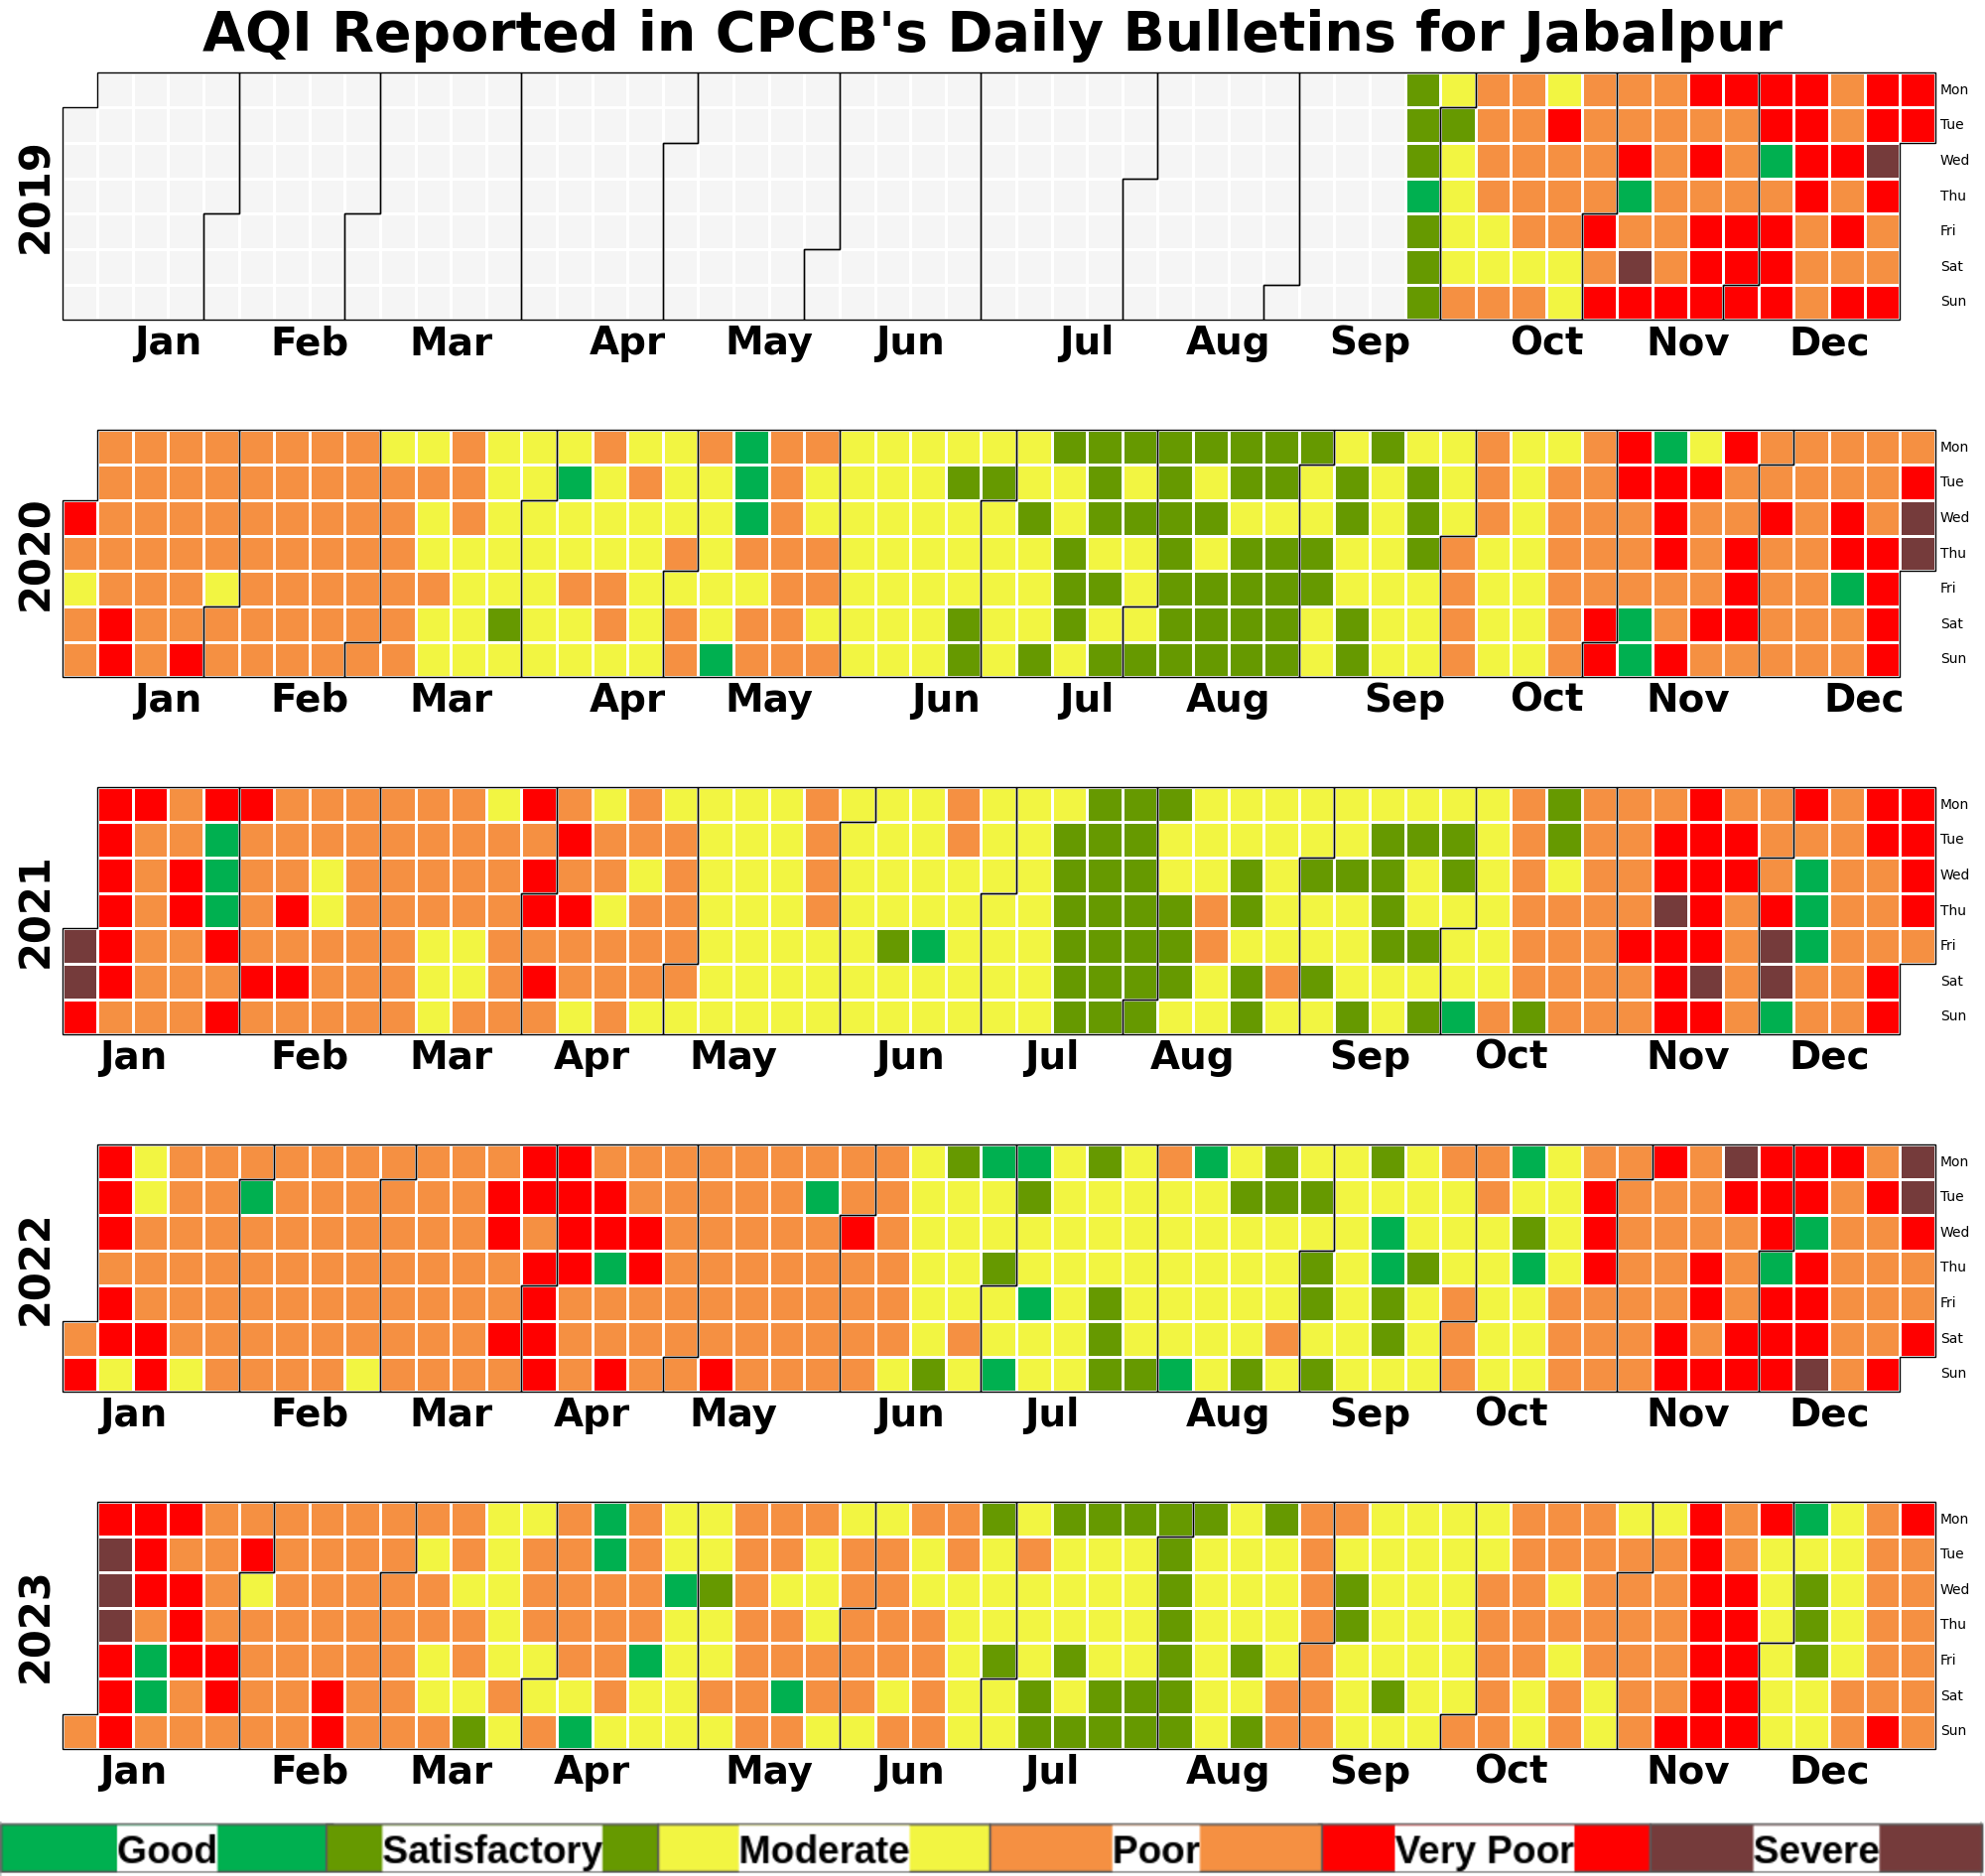 AQI Reported in CPCB's Daily Bulletins for Jabalpur
2019
Mon
Tue
Wed
Thu
Fri
Sat
Sun
Jan Feb Mar Apr May Jun Jul Aug Sep Oct Nov Dec
2020
Mon
Tue
Wed
Thu
Fri
Sat
Sun
Jan Feb Mar Apr May Jun Jul Aug Sep Oct Nov Dec
2021
Mon
Tue
Wed
Thu
Fri
Sat
Sun
Jan Feb Mar Apr May Jun Jul Aug Sep Oct Nov Dec
2022
Mon
Tue
Wed
Thu
Fri
Sat
Sun
Jan Feb Mar Apr May Jun Jul Aug Sep Oct Nov Dec
2023
Mon
Tue
Wed
Thu
Fri
Sat
Sun
Jan Feb Mar Apr May Jun Jul Aug Sep Oct Nov Dec
Good Satisfactory Moderate Poor Very Poor Severe